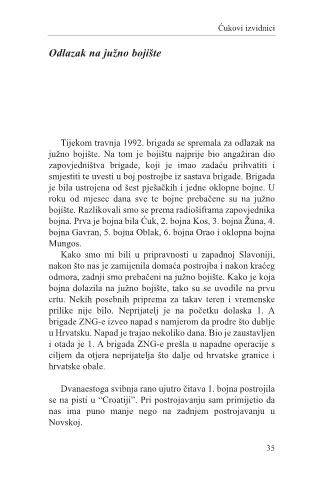 Ćukovi izvidnici
Odlazak na južno bojište
Tijekom travnja 1992. brigada se spremala za odlazak na
južno bojište. Na tom je bojištu najprije bio angažiran dio
zapovjedništva brigade, koji je imao zadaću prihvatiti i
smjestiti te uvesti u boj postrojbe iz sastava brigade. Brigada
je bila ustrojena od šest pješačkih i jedne oklopne bojne. U
roku od mjesec dana sve te bojne prebačene su na južno
bojište. Razlikovali smo se prema radiošiframa zapovjednika
bojna. Prva je bojna bila Ćuk, 2. bojna Kos, 3. bojna Žuna, 4.
bojna Gavran, 5. bojna Oblak, 6. bojna Orao i oklopna bojna
Mungos.
Kako smo mi bili u pripravnosti u zapadnoj Slavoniji,
nakon što nas je zamijenila domaća postrojba i nakon kraćeg
odmora, zadnji smo prebačeni na južno bojište. Kako je koja
bojna dolazila na južno bojište, tako su se uvodile na prvu
crtu. Nekih posebnih priprema za takav teren i vremenske
prilike nije bilo. Neprijatelj je na početku dolaska 1. A
brigade ZNG-e izveo napad s namjerom da prodre što dublje
u Hrvatsku. Napad je trajao nekoliko dana. Bio je zaustavljen
i otada je 1. A brigada ZNG-e prešla u napadne operacije s
ciljem da otjera neprijatelja što dalje od hrvatske granice i
hrvatske obale.
Dvanaestoga svibnja rano ujutro čitava 1. bojna postrojila
se na pisti u “Croatiji”. Pri postrojavanju sam primijetio da
nas ima puno manje nego na zadnjem postrojavanju u
Novskoj.
35